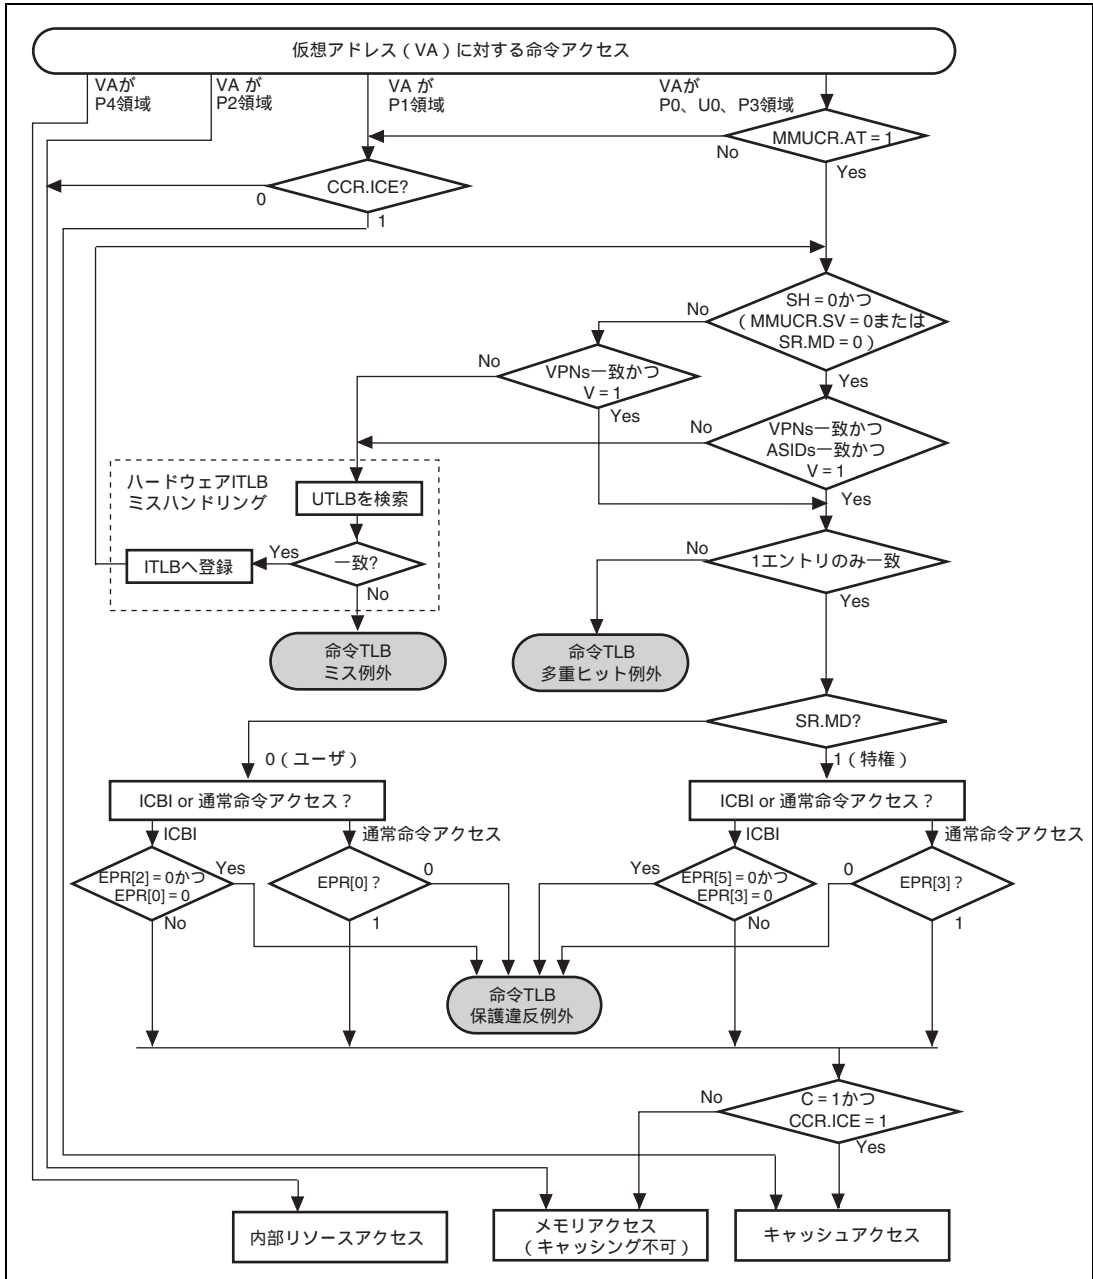 仮想アドレス（VA）に対する命令アクセス
VAが
P4領域
VA が
P2領域
VA が
P1領域
VAが
P0、U0、P3領域
MMUCR.AT = 1
No
Yes
CCR.ICE?
0
1
SH = 0かつ
（MMUCR.SV = 0または
SR.MD = 0）
No
Yes
VPNs一致かつ
V = 1
No
Yes
VPNs一致かつ
ASIDs一致かつ
V = 1
No
Yes
ハードウェアITLB
ミスハンドリング
UTLBを検索
一致?
Yes
No
ITLBへ登録
1エントリのみ一致
No
Yes
命令TLB
ミス例外
命令TLB
多重ヒット例外
SR.MD?
0（ユーザ）
1（特権）
ICBI or 通常命令アクセス？
ICBI or 通常命令アクセス？
ICBI
通常命令アクセス
ICBI
通常命令アクセス
EPR[2] = 0かつ
EPR[0] = 0
Yes
No
EPR[0]？
0
1
EPR[5] = 0かつ
EPR[3] = 0
Yes
No
EPR[3]？
0
1
命令TLB
保護違反例外
C = 1かつ
CCR.ICE = 1
No
Yes
内部リソースアクセス
メモリアクセス
（キャッシング不可）
キャッシュアクセス